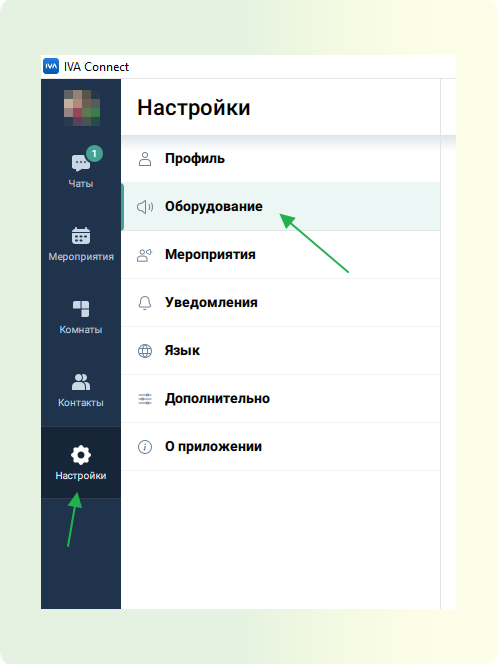 IVA IVA Connect
Настройки
1
Чаты
Мероприятия
Комнаты
Контакты
Настройки
Профиль
Оборудование
Мероприятия
Уведомления
Язык
Дополнительно
О приложении